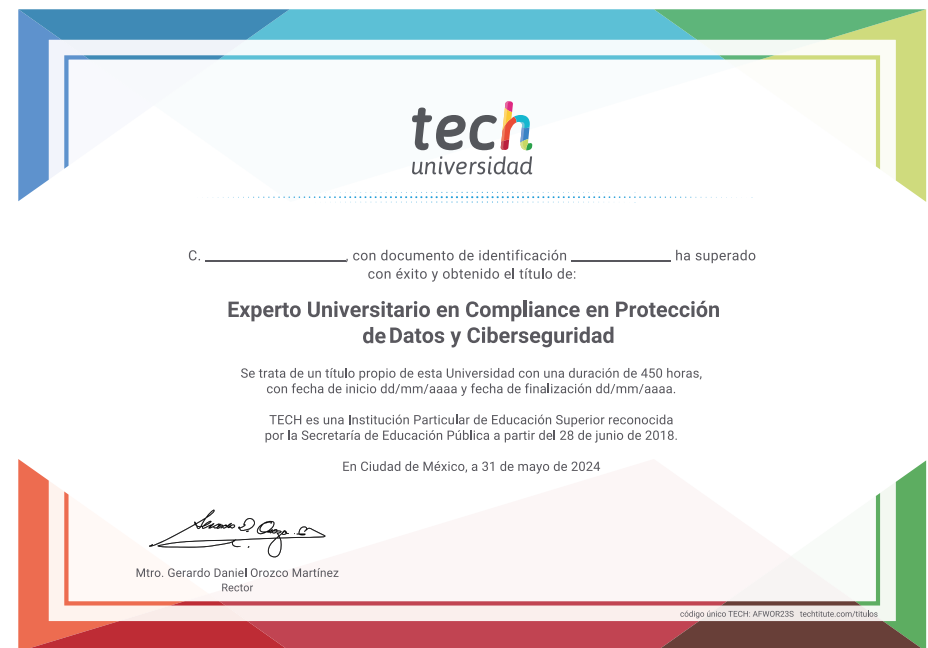 tech
universidad
C. ____________, con documento de identificación ____________ ha superado
con éxito y obtenido el título de:
Experto Universitario en Compliance en Protección
de Datos y Ciberseguridad
Se trata de un título propio de esta Universidad con una duración de 450 horas,
con fecha de inicio dd/mm/aaaa y fecha de finalización dd/mm/aaaa.
TECH es una Institución Particular de Educación Superior reconocida
por la Secretaría de Educación Pública a partir del 28 de junio de 2018.
En Ciudad de México, a 31 de mayo de 2024
Mtro. Gerardo Daniel Orozco Martínez
Rector
código único TECH: AFWOR23S techtitute.com/titulos